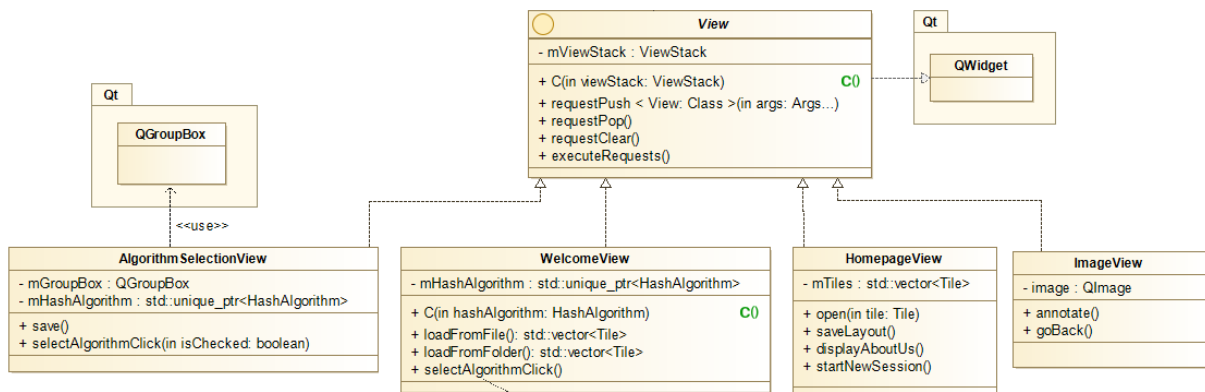 View
- mViewStack : ViewStack
+ C(in viewStack: ViewStack) C()
+ requestPush < View: Class >(in args: Args...)
+ requestPop()
+ requestClear()
+ executeRequests()
Qt
QWidget
Qt
QGroupBox
<<use>>
AlgorithmSelectionView
- mGroupBox : QGroupBox
- mHashAlgorithm : std::unique_ptr<HashAlgorithm>
+ save()
+ selectAlgorithmClick(in isChecked: boolean)
WelcomeView
- mHashAlgorithm : std::unique_ptr<HashAlgorithm>
+ C(in hashAlgorithm: HashAlgorithm) C()
+ loadFromFile(): std::vector<Tile>
+ loadFromFolder(): std::vector<Tile>
+ selectAlgorithmClick()
HomepageView
- mTiles : std::vector<Tile>
+ open(in tile: Tile)
+ saveLayout()
+ displayAboutUs()
+ startNewSession()
ImageView
- image : QImage
+ annotate()
+ goBack()